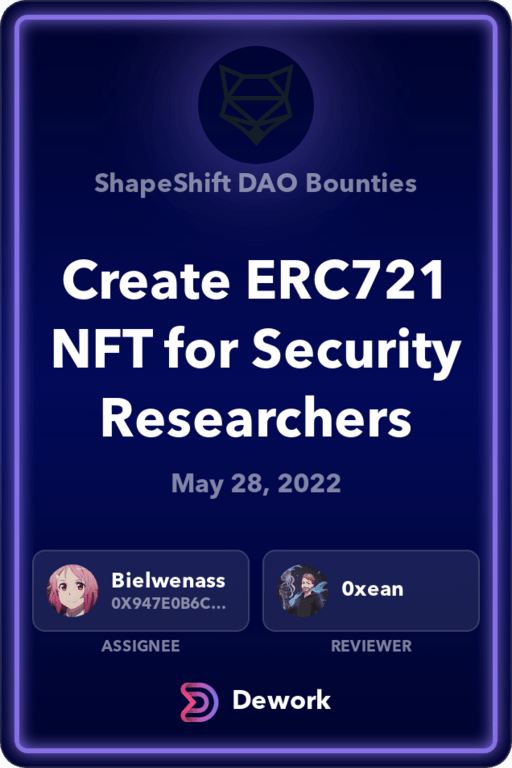 ShapeShift DAO Bounties
Create ERC721
NFT for Security
Researchers
May 28, 2022
Bielwenass
0X947E0B6C...
ASSIGNEE
0xean
REVIEWER
Dework